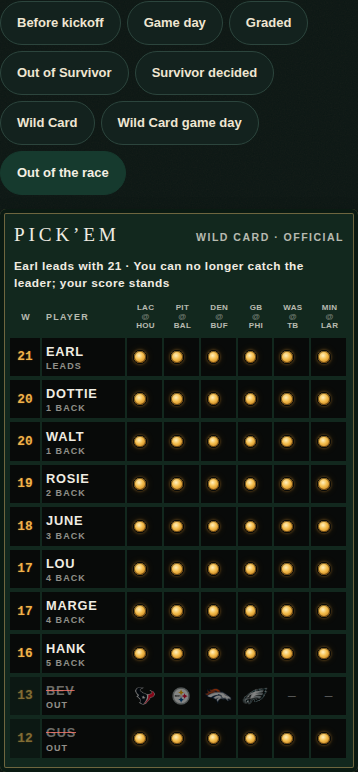 Before kickoff Game day Graded
Out of Survivor Survivor decided
Wild Card Wild Card game day
Out of the race
PICK’EM WILD CARD · OFFICIAL
Earl leads with 21 · You can no longer catch the
leader; your score stands
W PLAYER LAC @ HOU PIT @ BAL DEN @ BUF GB @ PHI WAS @ TB MIN @ LAR
21 EARL
LEADS
20 DOTTIE
1 BACK
20 WALT
1 BACK
19 ROSIE
2 BACK
18 JUNE
3 BACK
17 LOU
4 BACK
17 MARGE
4 BACK
16 HANK
5 BACK
13 BEV – –
OUT
12 GUS
OUT